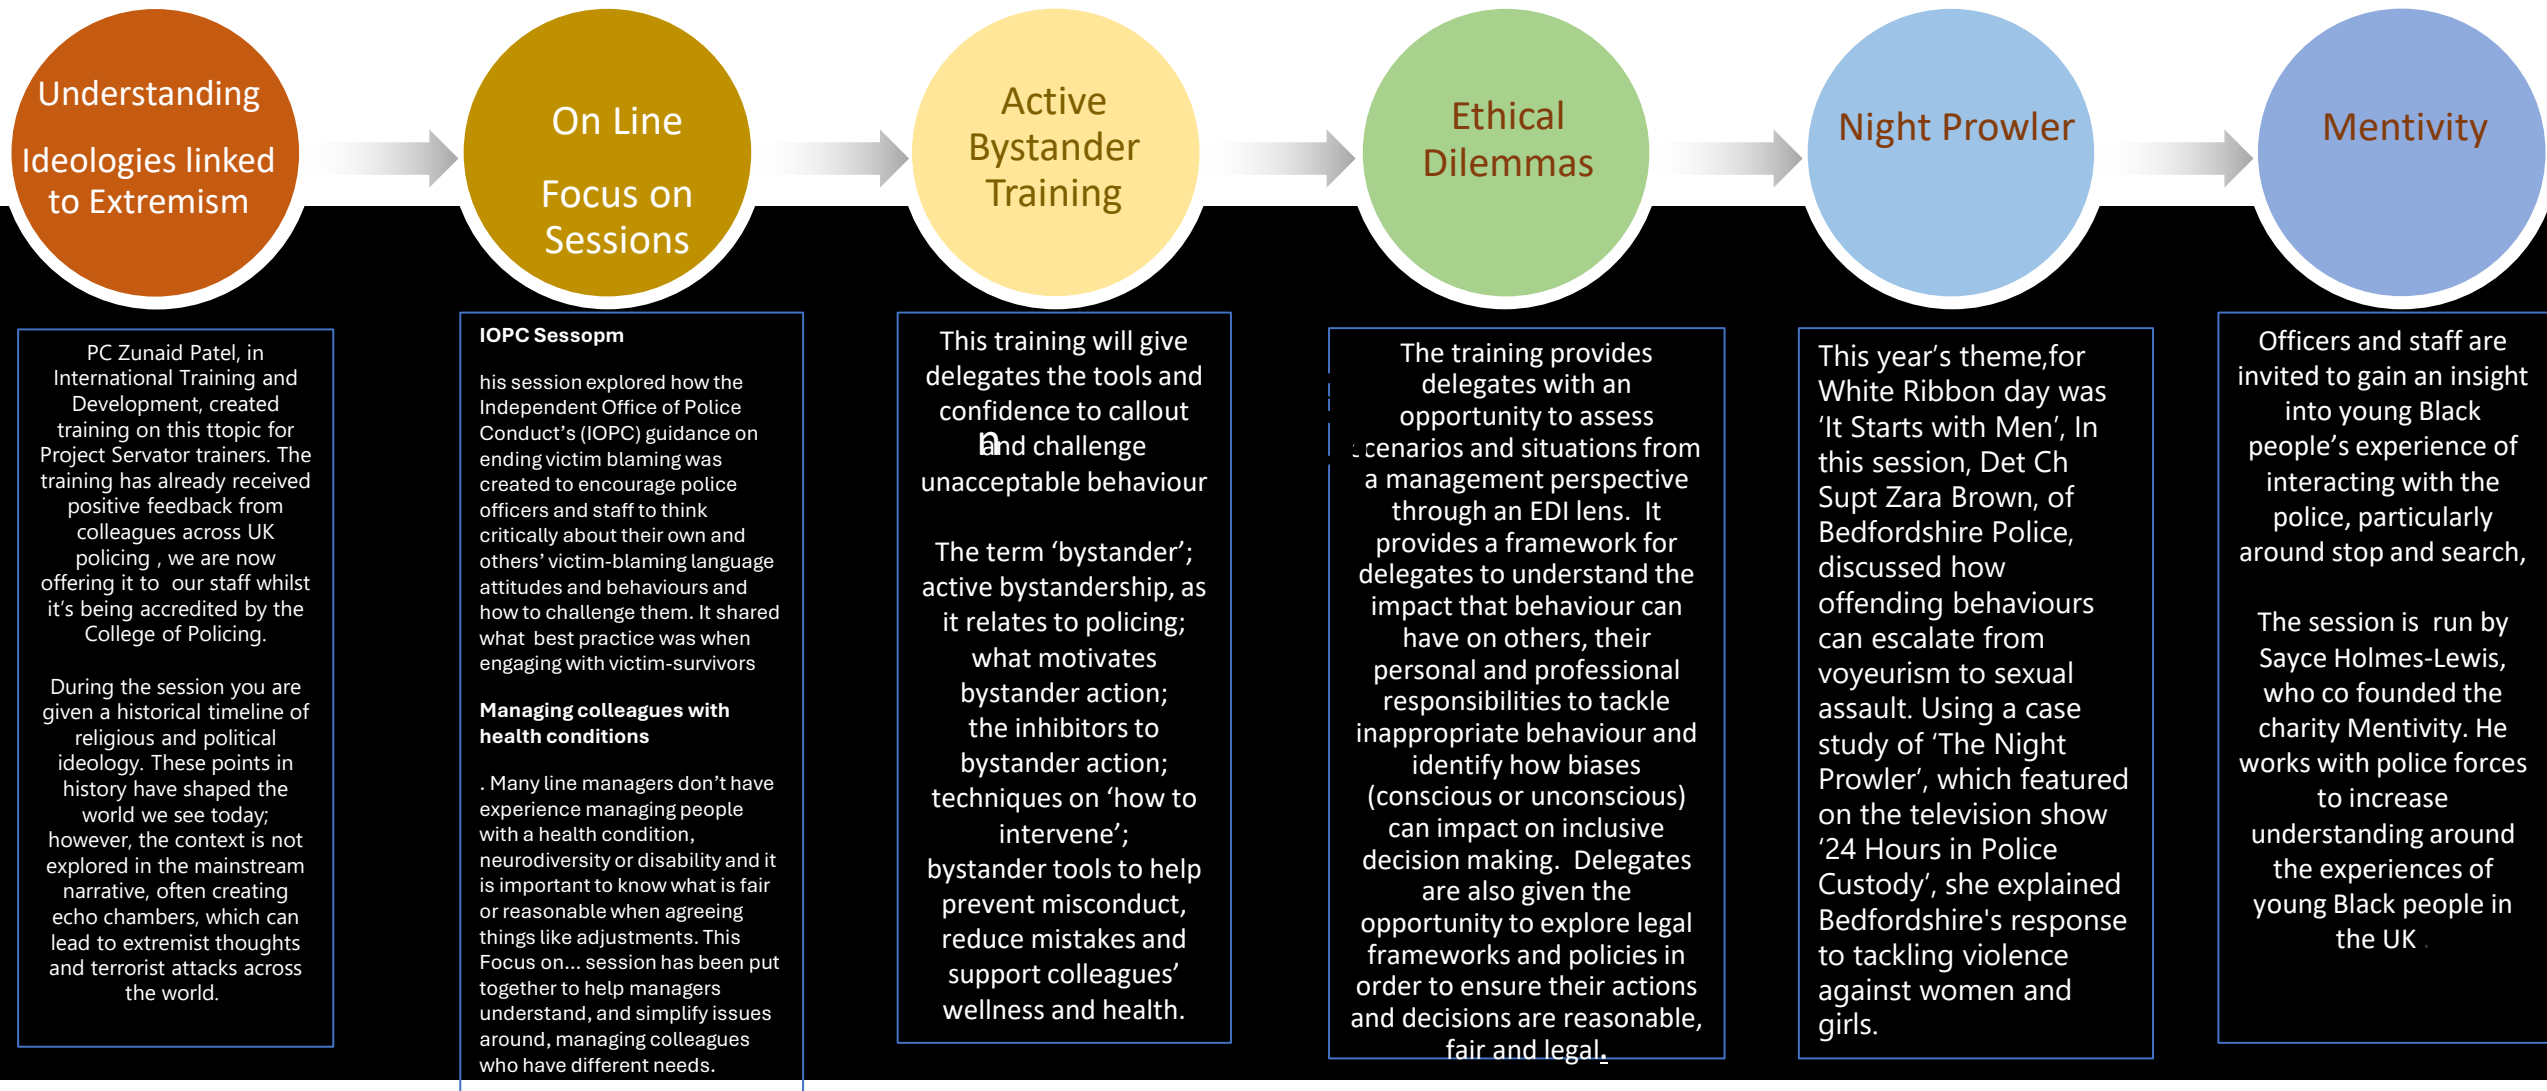 Understanding
Ideologies linked
to Extremism
On Line
Focus on
Sessions
Active
Bystander
Training
Ethical
Dilemmas
Night Prowler
Mentivity
PC Zunaid Patel, in
International Training and
Development, created
training on this ttopic for
Project Servator trainers. The
training has already received
positive feedback from
colleagues across UK
policing , we are now
offering it to our staff whilst
it's being accredited by the
College of Policing.
During the session you are
given a historical timeline of
religious and political
ideology. These points in
history have shaped the
world we see today;
however, the context is not
explored in the mainstream
narrative, often creating
echo chambers, which can
lead to extremist thoughts
and terrorist attacks across
the world.
IOPC Sessopm
his session explored how the
Independent Office of Police
Conduct's (IOPC) guidance on
ending victim blaming was
created to encourage police
officers and staff to think
critically about their own and
others' victim-blaming language
attitudes and behaviours and
how to challenge them. It shared
what best practice was when
engaging with victim-survivors
Managing colleagues with
health conditions
. Many line managers don't have
experience managing people
with a health condition,
neurodiversity or disability and it
is important to know what is fair
or reasonable when agreeing
things like adjustments. This
Focus on... session has been put
together to help managers
understand, and simplify issues
around, managing colleagues
who have different needs.
This training will give
delegates the tools and
confidence to callout
and challenge
unacceptable behaviour
The term 'bystander';
active bystandership, as
it relates to policing;
what motivates
bystander action;
the inhibitors to
bystander action;
techniques on 'how to
intervene';
bystander tools to help
prevent misconduct,
reduce mistakes and
support colleagues'
wellness and health.
The training provides
delegates with an
opportunity to assess
scenarios and situations from
a management perspective
through an EDI lens. It
provides a framework for
delegates to understand the
impact that behaviour can
have on others, their
personal and professional
responsibilities to tackle
inappropriate behaviour and
identify how biases
(conscious or unconscious)
can impact on inclusive
decision making. Delegates
are also given the
opportunity to explore legal
frameworks and policies in
order to ensure their actions
and decisions are reasonable,
fair and legal.
This year's theme,for
White Ribbon day was
'It Starts with Men', In
this session, Det Ch
Supt Zara Brown, of
Bedfordshire Police,
discussed how
offending behaviours
can escalate from
voyeurism to sexual
assault. Using a case
study of 'The Night
Prowler', which featured
on the television show
'24 Hours in Police
Custody', she explained
Bedfordshire's response
to tackling violence
against women and
girls.
Officers and staff are
invited to gain an insight
into young Black
people's experience of
interacting with the
police, particularly
around stop and search,
The session is run by
Sayce Holmes-Lewis,
who co founded the
charity Mentivity. He
works with police forces
to increase
understanding around
the experiences of
young Black people in
the UK .